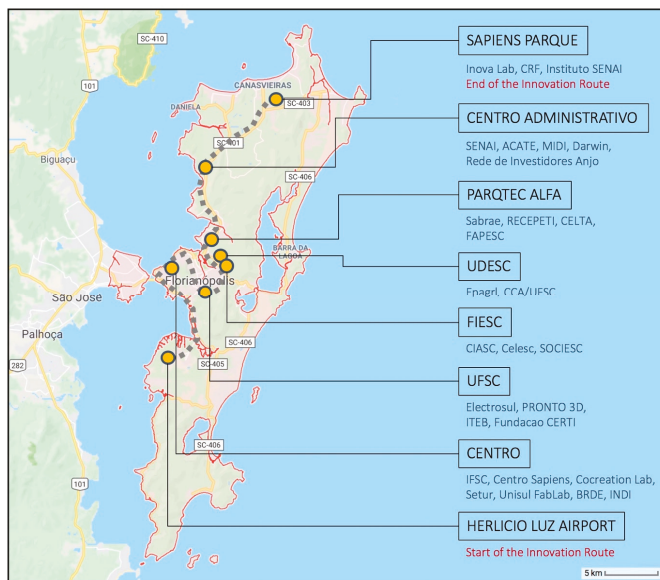 SC-410
101
Biguaçu
São José
Palhoça
282
101
CANASVIEIRAS
DANIELA
SC-403
SC-401
SC-406
BARRA DA
LAGOA
Florianópolis
SC-406
SC-405
SC-406
SAPIENS PARQUE
Inova Lab, CRF, Instituto SENAI
End of the Innovation Route
CENTRO ADMINISTRATIVO
SENAI, ACATE, MIDI, Darwin,
Rede de Investidores Anjo
PARQTEC ALFA
Sabrae, RECEPETI, CELTA,
FAPESC
UDESC
Epagri, CCA/UFSC
FIESC
CIASC, Celesc, SOCIESC
UFSC
Electrosul, PRONTO 3D,
ITEB, Fundacao CERTI
CENTRO
IFSC, Centro Sapiens, Cocreation Lab,
Setur, Unisul FabLab, BRDE, INDI
HERLICIO LUZ AIRPORT
Start of the Innovation Route
5 km